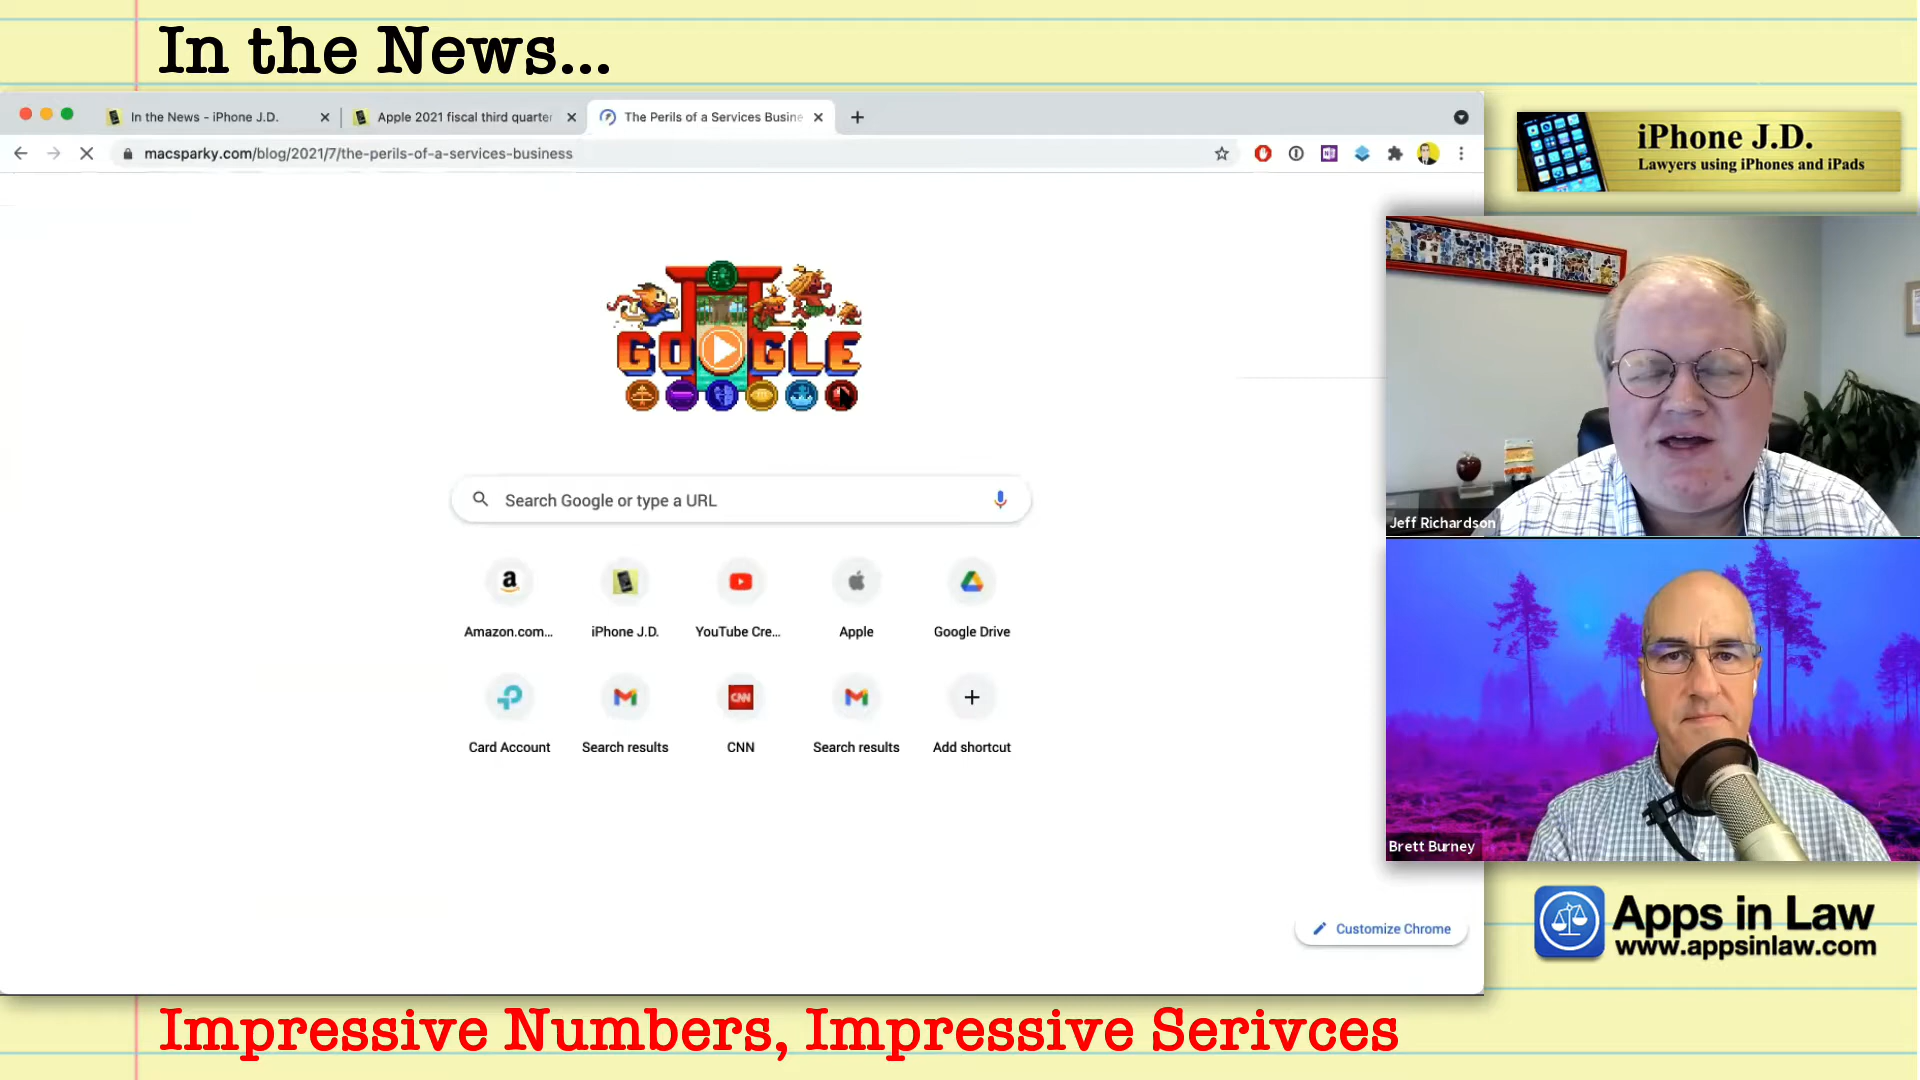 In the News...
In the News - iPhone J.D.
Apple 2021 fiscal third quarter
The Perils of a Services Busine
macsparky.com/blog/2021/7/the-perils-of-a-services-business
iPhone J.D.
Lawyers using iPhones and iPads
GOOGLE
Search Google or type a URL
Amazon.com...
iPhone J.D.
YouTube Cre...
Apple
Google Drive
Card Account
Search results
CNN
CNN
Search results
Add shortcut
Customize Chrome
Jeff Richardson
Brett Burney
Apps in Law
www.appsinlaw.com
Impressive Numbers, Impressive Serivces